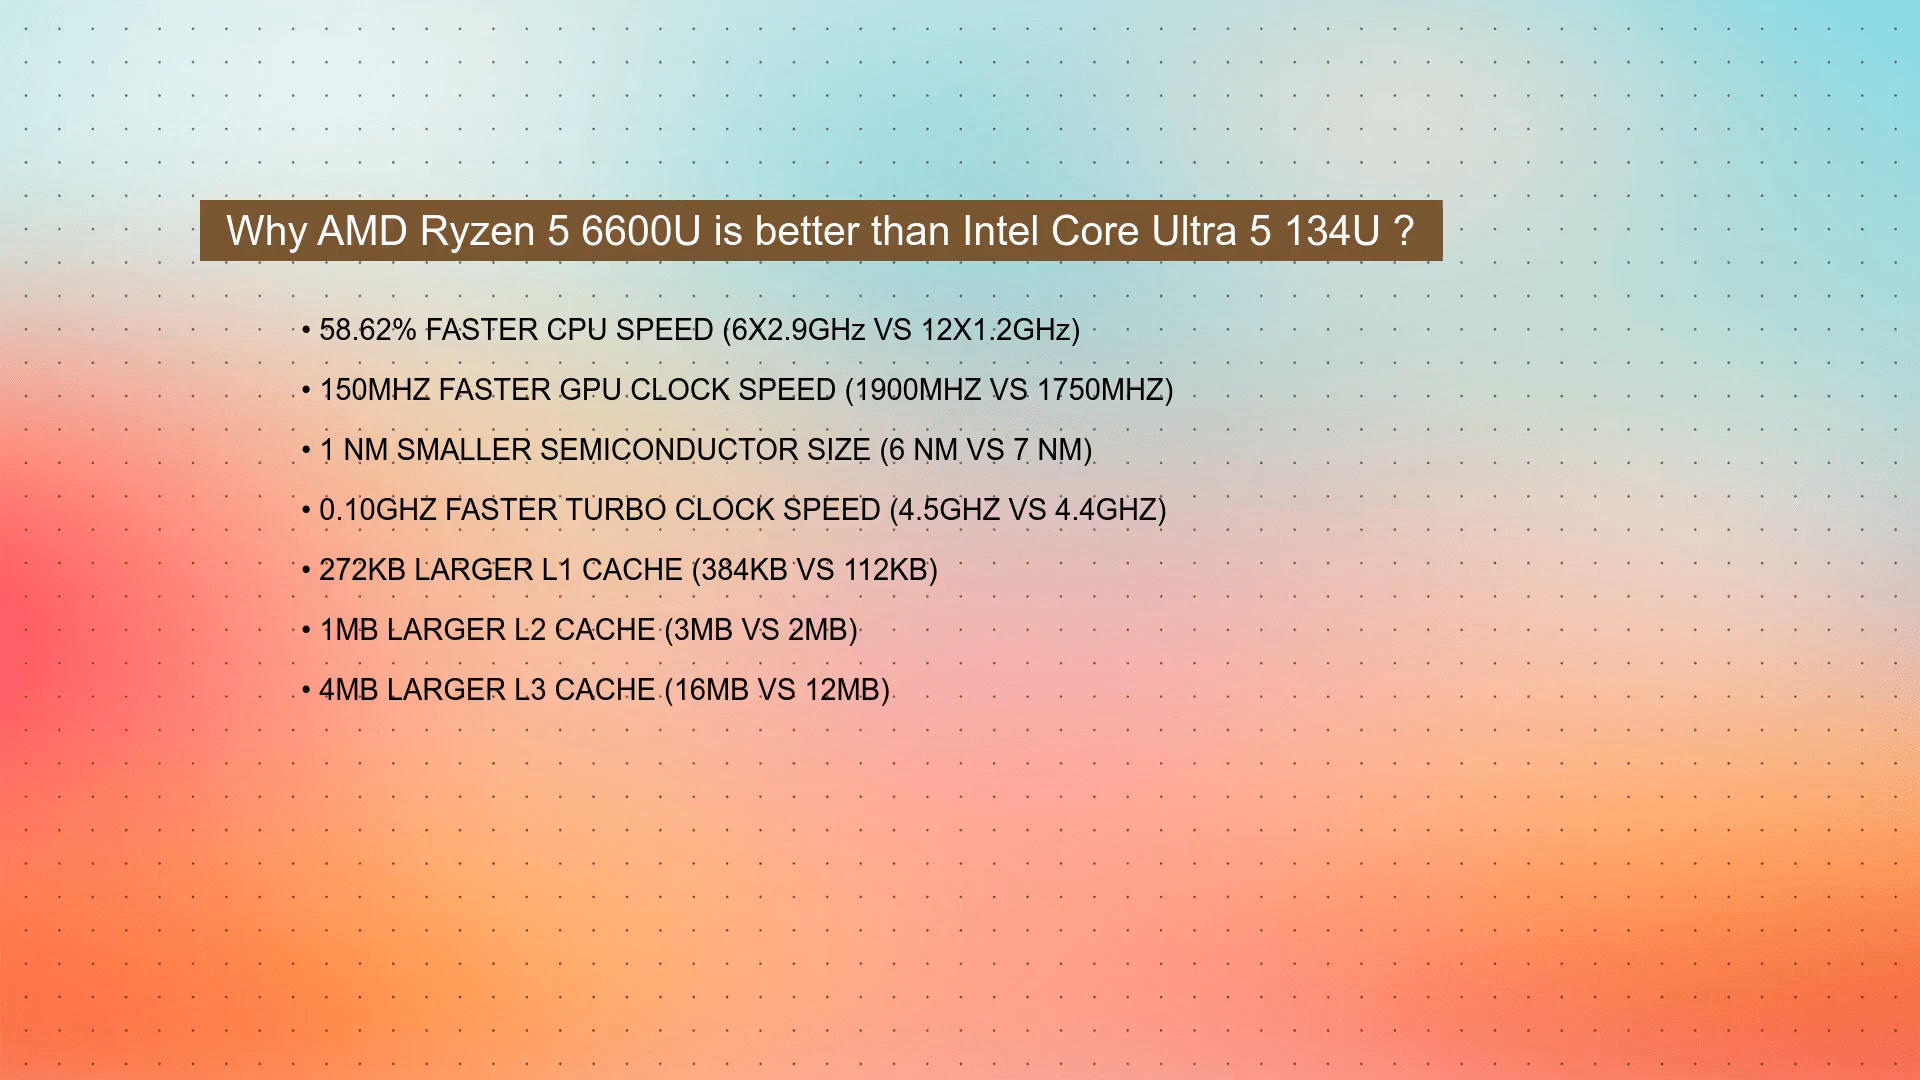 Why AMD Ryzen 5 6600U is better than Intel Core Ultra 5 134U ?
• 58.62% FASTER CPU SPEED (6X2.9GHz VS 12X1.2GHz)
• 150MHZ FASTER GPU CLOCK SPEED (1900MHZ VS 1750MHZ)
• 1 NM SMALLER SEMICONDUCTOR SIZE (6 NM VS 7 NM)
• 0.10GHZ FASTER TURBO CLOCK SPEED (4.5GHZ VS 4.4GHZ)
• 272KB LARGER L1 CACHE (384KB VS 112KB)
• 1MB LARGER L2 CACHE (3MB VS 2MB)
• 4MB LARGER L3 CACHE (16MB VS 12MB)